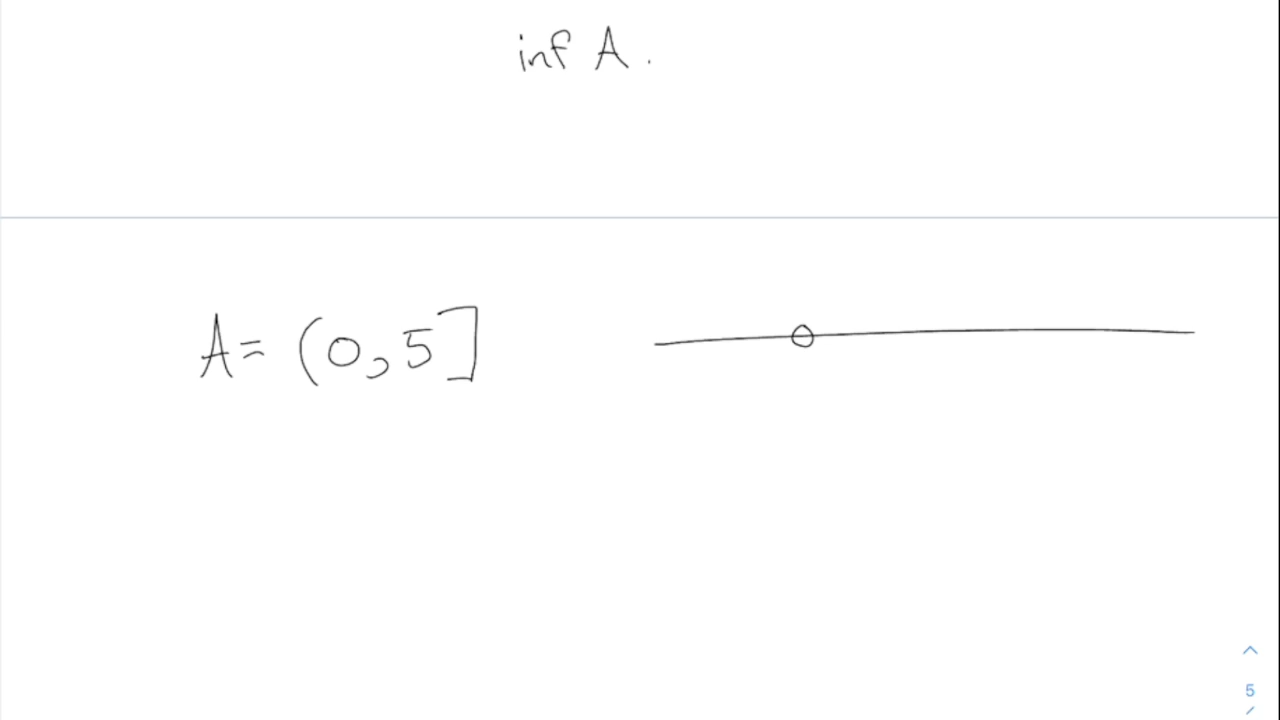 inf A.
A = (0, 5]
5